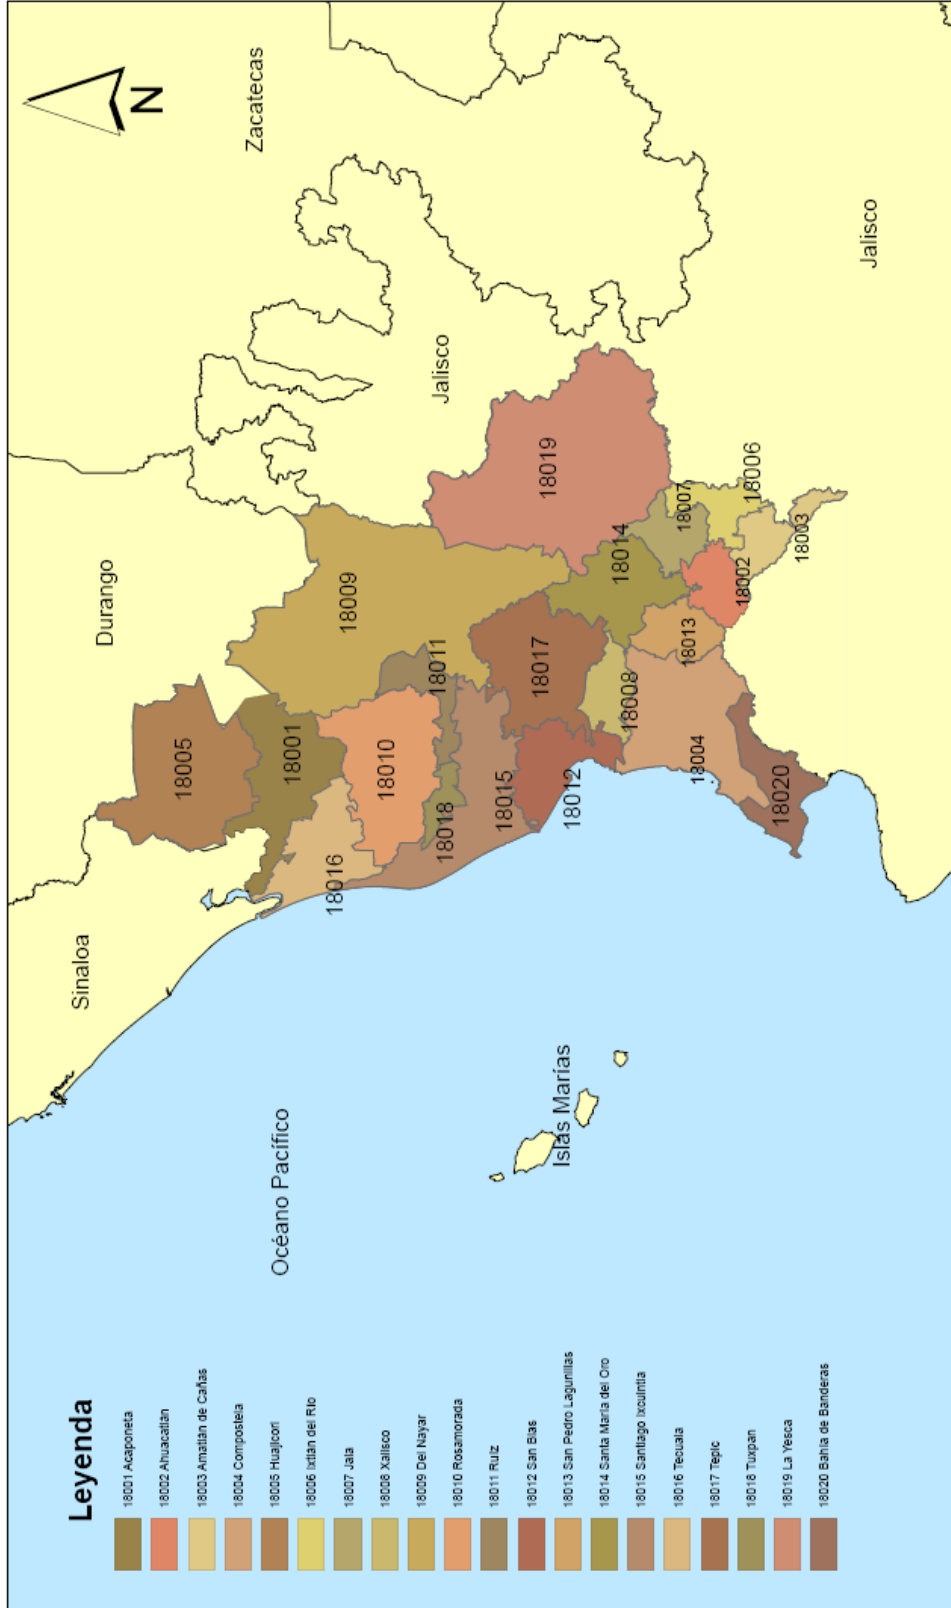 N
Zacatecas
Durango
Sinaloa
Jalisco
Jalisco
Océano Pacífico
Islas Marías
18005
18001
18009
18016
18010
18011
18018
18015
18019
18017
18012
18014
18007
18008
18006
18013
18002
18003
18004
18020
Leyenda
18001 Acaponeta
18002 Ahuacatlán
18003 Amatlán de Cañas
18004 Compostela
18005 Huajicori
18006 Ixtlán del Río
18007 Jala
18008 Xalisco
18009 Del Nayar
18010 Rosamorada
18011 Ruíz
18012 San Blas
18013 San Pedro Lagunillas
18014 Santa María del Oro
18015 Santiago Ixcuintla
18016 Tecuala
18017 Tepic
18018 Tuxpan
18019 La Yesca
18020 Bahía de Banderas